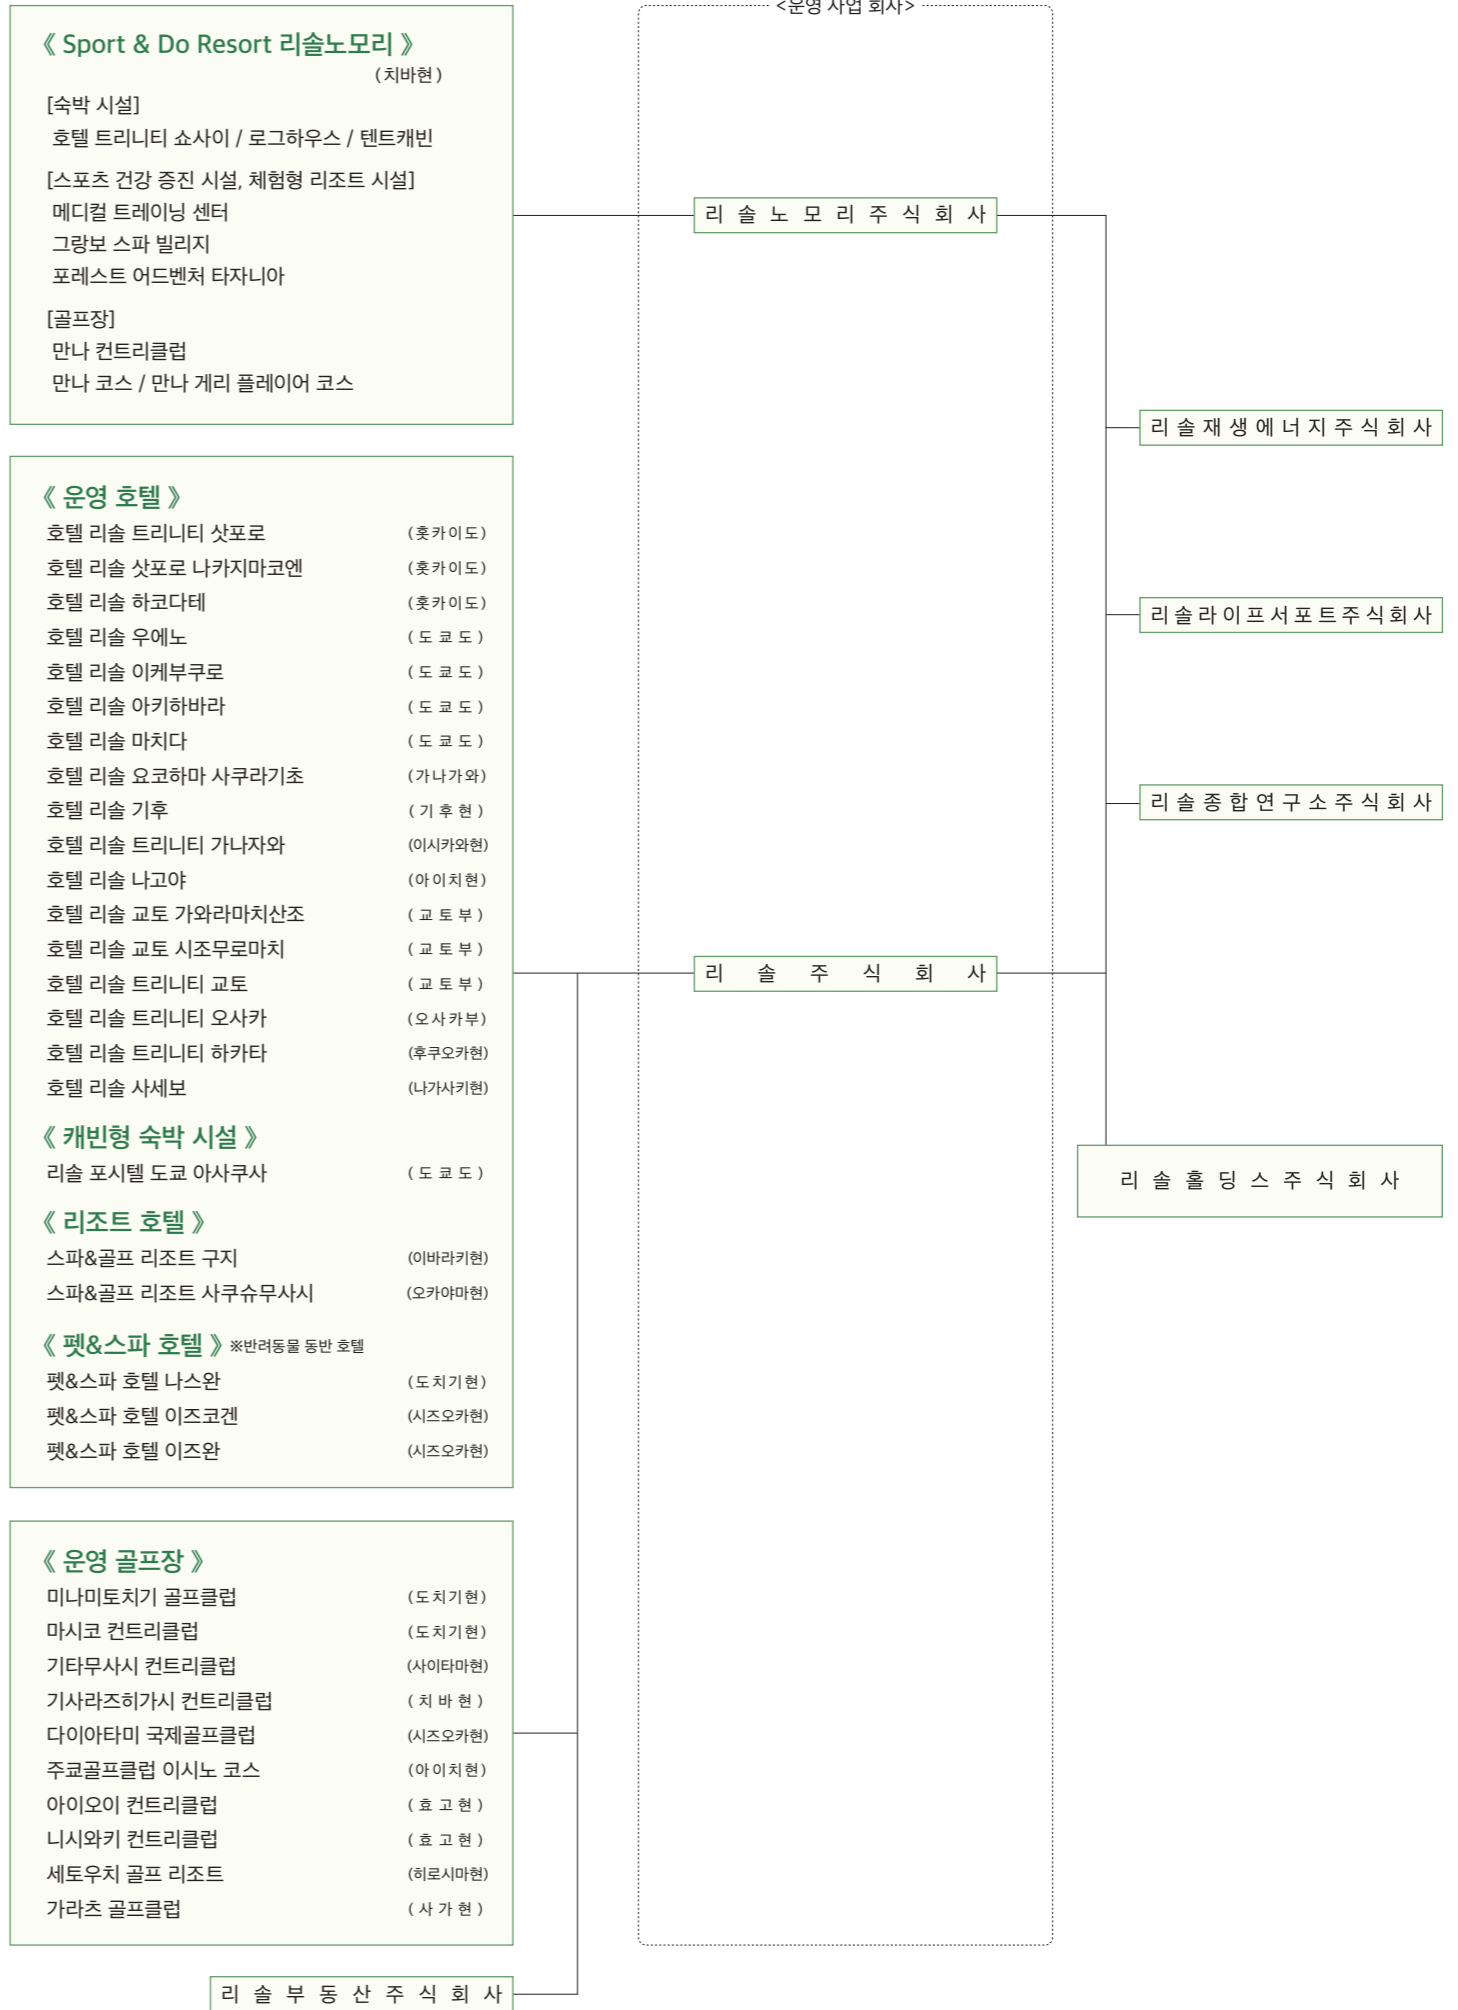 <운영 사업 회사>
《 Sport & Do Resort 리솔노모리 》
(치바현)
[숙박 시설]
호텔 트리니티 쇼사이 / 로그하우스 / 텐트캐빈
[스포츠 건강 증진 시설, 체험형 리조트 시설]
메디컬 트레이닝 센터
그랑보 스파 빌리지
포레스트 어드벤처 타자니아
[골프장]
만나 컨트리클럽
만나 코스 / 만나 게리 플레이어 코스
리솔노모리주식회사
리솔재생에너지주식회사
리솔라이프서포트주식회사
리솔종합연구소주식회사
리솔주식회사
리솔홀딩스주식회사
《 운영 호텔 》
호텔 리솔 트리니티 삿포로 (홋카이도)
호텔 리솔 삿포로 나카지마코엔 (홋카이도)
호텔 리솔 하코다테 (홋카이도)
호텔 리솔 우에노 (도쿄도)
호텔 리솔 이케부쿠로 (도쿄도)
호텔 리솔 아키하바라 (도쿄도)
호텔 리솔 마치다 (도쿄도)
호텔 리솔 요코하마 사쿠라기초 (가나가와)
호텔 리솔 기후 (기후현)
호텔 리솔 트리니티 가나자와 (이시카와현)
호텔 리솔 나고야 (아이치현)
호텔 리솔 교토 가와라마치산조 (교토부)
호텔 리솔 교토 시조무로마치 (교토부)
호텔 리솔 트리니티 교토 (교토부)
호텔 리솔 트리니티 오사카 (오사카부)
호텔 리솔 트리니티 하카타 (후쿠오카현)
호텔 리솔 사세보 (나가사키현)
《 캐빈형 숙박 시설 》
리솔 포시텔 도쿄 아사쿠사 (도쿄도)
《 리조트 호텔 》
스파&골프 리조트 구지 (이바라키현)
스파&골프 리조트 사쿠슈무사시 (오카야마현)
《 펫&스파 호텔 》 ※반려동물 동반 호텔
펫&스파 호텔 나스완 (도치기현)
펫&스파 호텔 이즈코겐 (시즈오카현)
펫&스파 호텔 이즈완 (시즈오카현)
《 운영 골프장 》
미나미토치기 골프클럽 (도치기현)
마시코 컨트리클럽 (도치기현)
기타무사시 컨트리클럽 (사이타마현)
기사라즈히가시 컨트리클럽 (치바현)
다이아타미 국제골프클럽 (시즈오카현)
주쿄골프클럽 이시노 코스 (아이치현)
아이오이 컨트리클럽 (효고현)
니시와키 컨트리클럽 (효고현)
세토우치 골프 리조트 (히로시마현)
가라츠 골프클럽 (사가현)
리솔부동산주식회사